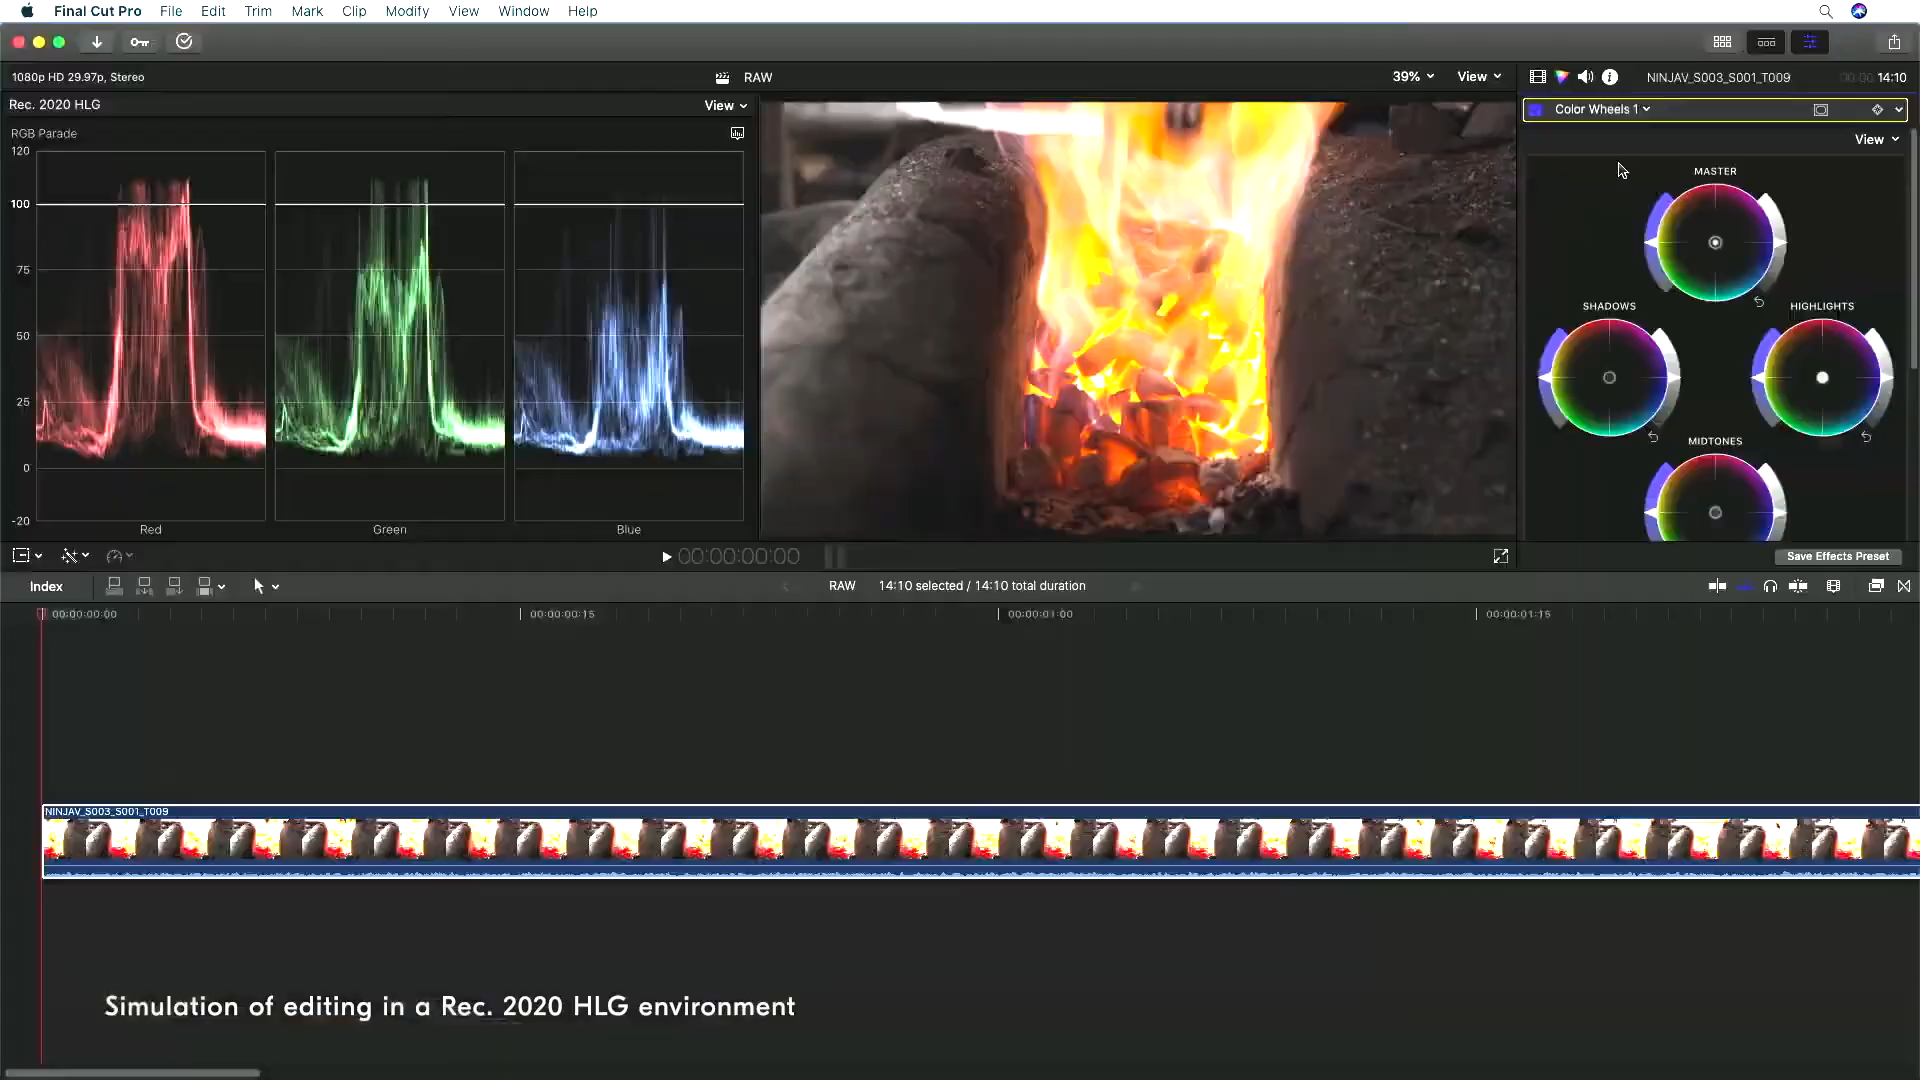 Final Cut Pro File Edit Trim Mark Clip Modify View Window Help
1080p HD 29.97p, Stereo
RAW
39%
View
NINJAV_S003_S001_T009
14:10
Rec. 2020 HLG
View
Color Wheels 1
RGB Parade
View
120
100
75
50
25
0
-20
Red
Green
Blue
MASTER
SHADOWS
HIGHLIGHTS
MIDTONES
00:00:00:00
Save Effects Preset
Index
RAW
14:10 selected / 14:10 total duration
00:00:00:00
00:00:00:15
00:00:01:00
00:00:01:15
NINJAV_S003_S001_T009
Simulation of editing in a Rec. 2020 HLG environment